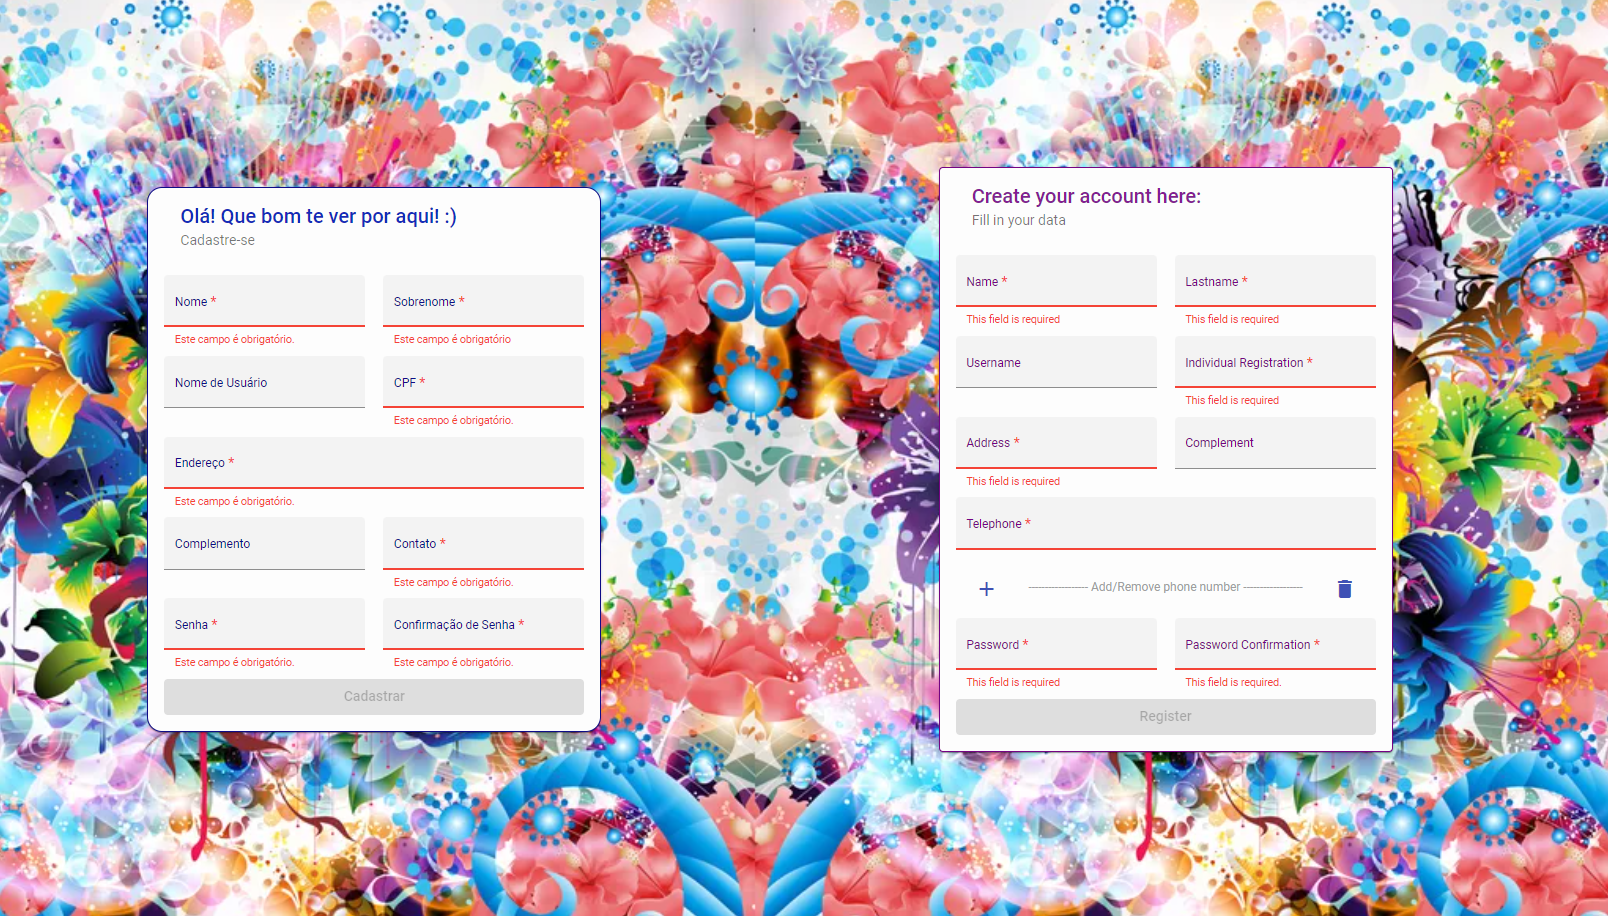 Olá! Que bom te ver por aqui! :)
Cadastre-se
Nome *
Sobrenome *
Este campo é obrigatório.
Este campo é obrigatório
Nome de Usuário
CPF *
Este campo é obrigatório.
Endereço *
Este campo é obrigatório.
Complemento
Contato *
Este campo é obrigatório.
Senha *
Confirmação de Senha *
Este campo é obrigatório.
Este campo é obrigatório.
Cadastrar
Create your account here:
Fill in your data
Name *
Lastname *
This field is required
This field is required
Username
Individual Registration *
This field is required
Address *
Complement
This field is required
Telephone *
+
------------------- Add/Remove phone number -------------------
Password *
Password Confirmation *
This field is required
This field is required.
Register